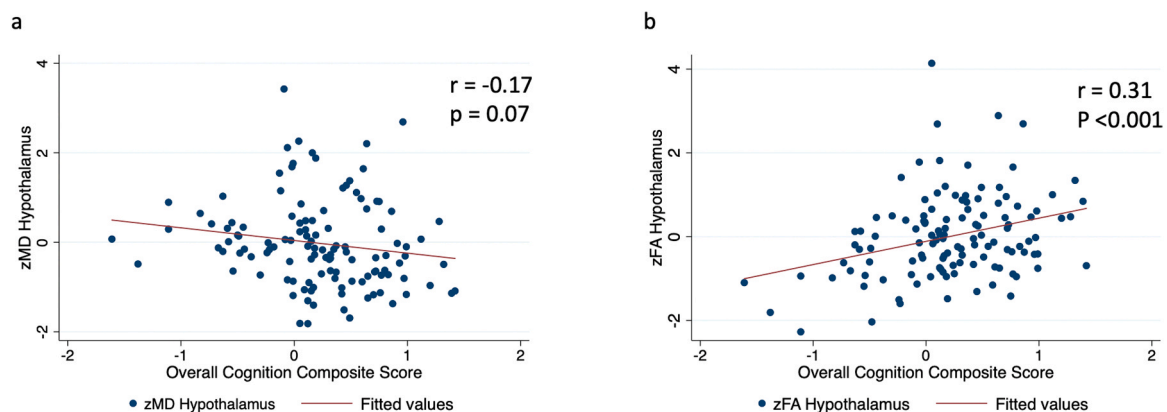 a
r = -0.17
p = 0.07
zMD Hypothalamus
4
2
0
-2
-2 -1 0 1 2
Overall Cognition Composite Score
zMD Hypothalamus Fitted values
b
r = 0.31
P <0.001
zFA Hypothalamus
4
2
0
-2
-2 -1 0 1 2
Overall Cognition Composite Score
zFA Hypothalamus Fitted values